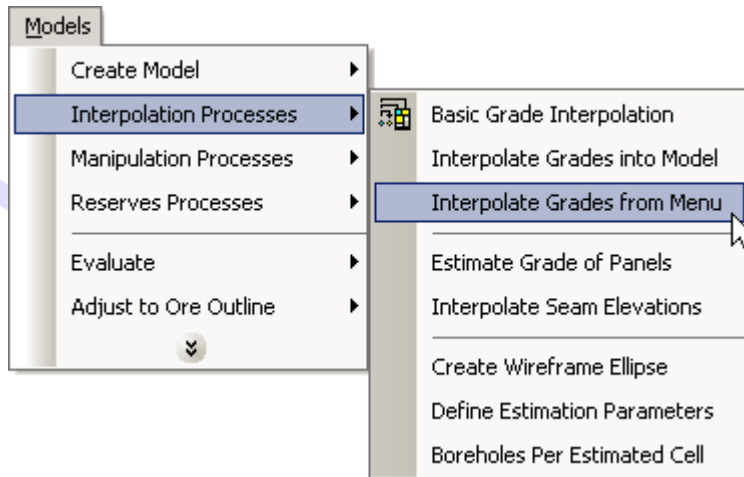 Models
Create Model
Interpolation Processes
Manipulation Processes
Reserves Processes
Evaluate
Adjust to Ore Outline
Basic Grade Interpolation
Interpolate Grades into Model
Interpolate Grades from Menu
Estimate Grade of Panels
Interpolate Seam Elevations
Create Wireframe Ellipse
Define Estimation Parameters
Boreholes Per Estimated Cell